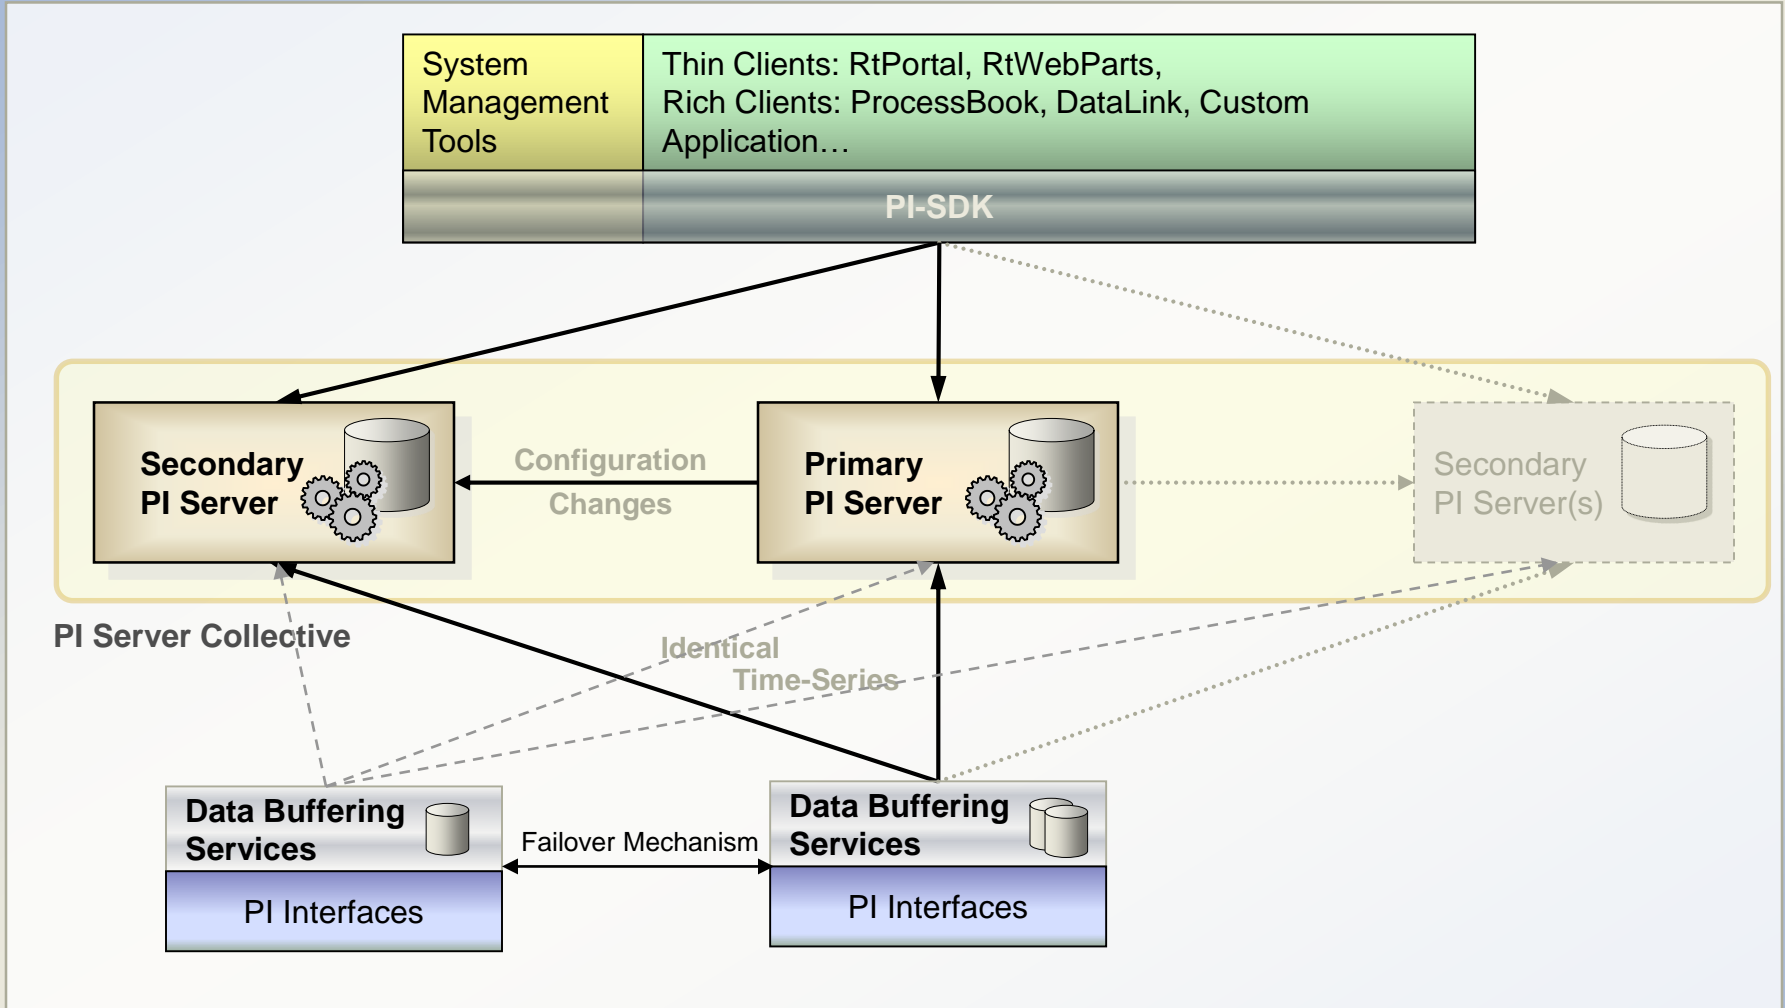 System
Management
Tools
Thin Clients: RtPortal, RtWebParts,
Rich Clients: ProcessBook, DataLink, Custom
Application…
PI-SDK
Secondary
PI Server
Configuration
Changes
Primary
PI Server
Secondary
PI Server(s)
PI Server Collective
Identical
Time-Series
Data Buffering
Services
PI Interfaces
Failover Mechanism
Data Buffering
Services
PI Interfaces